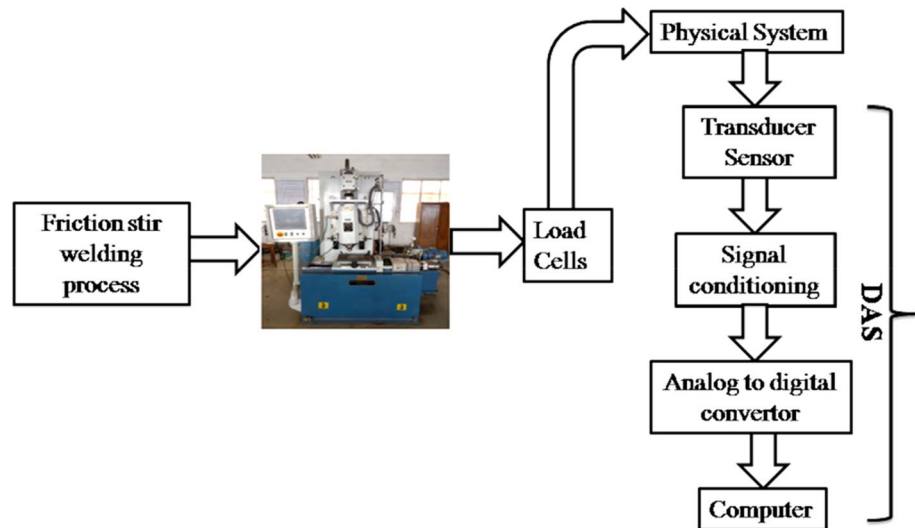 Friction stir
welding
process
Load
Cells
Physical System
Transducer
Sensor
Signal
conditioning
Analog to digital
convertor
Computer
DAS